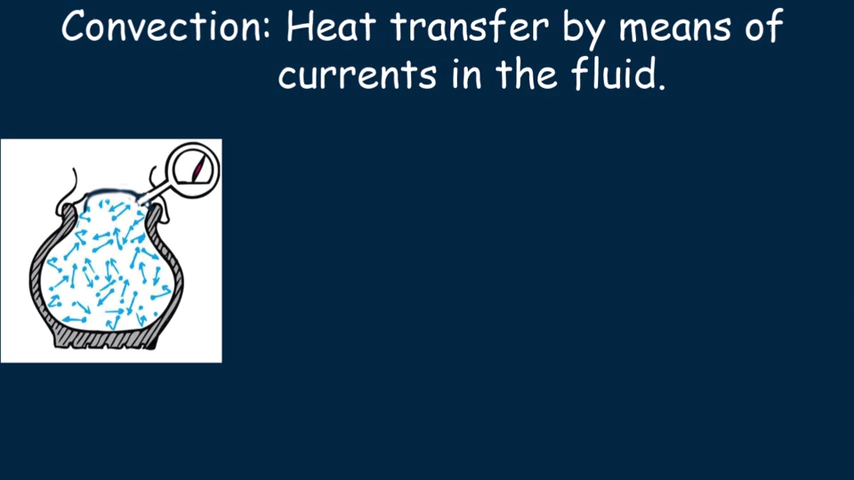 Convection: Heat transfer by means of
currents in the fluid.